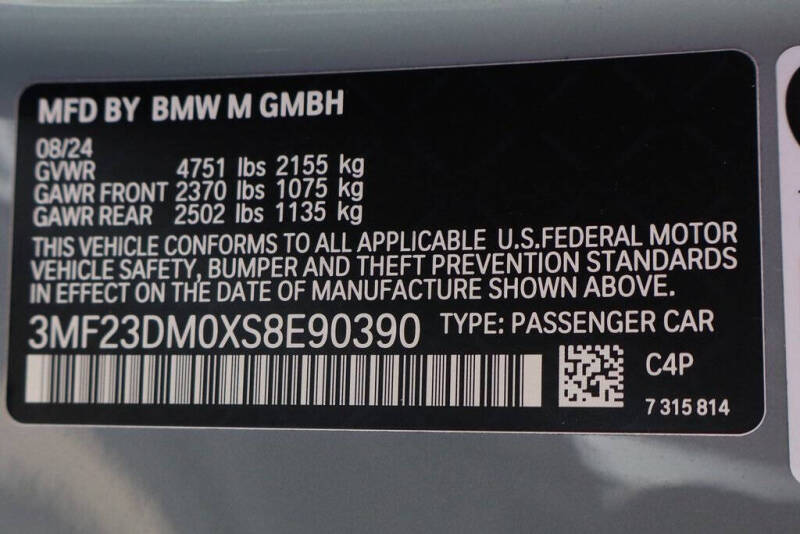 MFD BY BMW M GMBH
08/24
GVWR 4751 lbs 2155 kg
GAWR FRONT 2370 lbs 1075 kg
GAWR REAR 2502 lbs 1135 kg
THIS VEHICLE CONFORMS TO ALL APPLICABLE U.S.FEDERAL MOTOR
VEHICLE SAFETY, BUMPER AND THEFT PREVENTION STANDARDS
IN EFFECT ON THE DATE OF MANUFACTURE SHOWN ABOVE.
3MF23DM0XS8E90390 TYPE: PASSENGER CAR
C4P
7 315 814